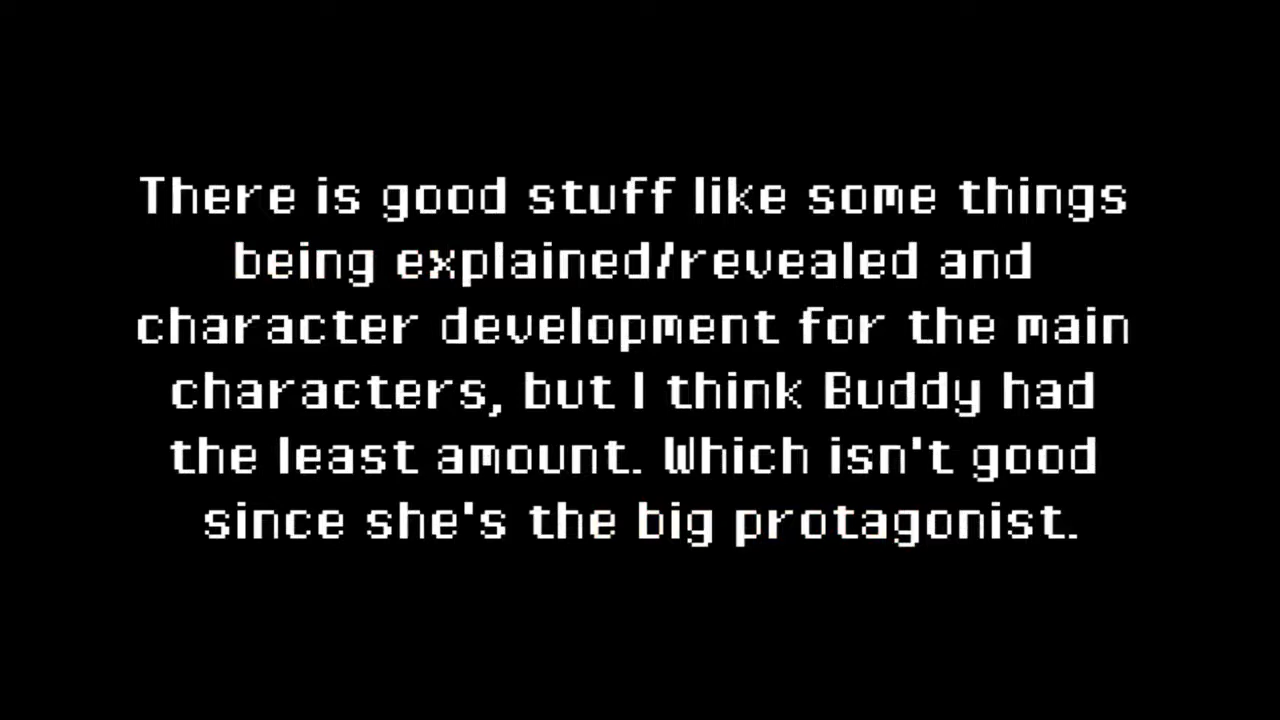 There is good stuff like some things
being explained/revealed and
character development for the main
characters, but I think Buddy had
the least amount. Which isn't good
since she's the big protagonist.